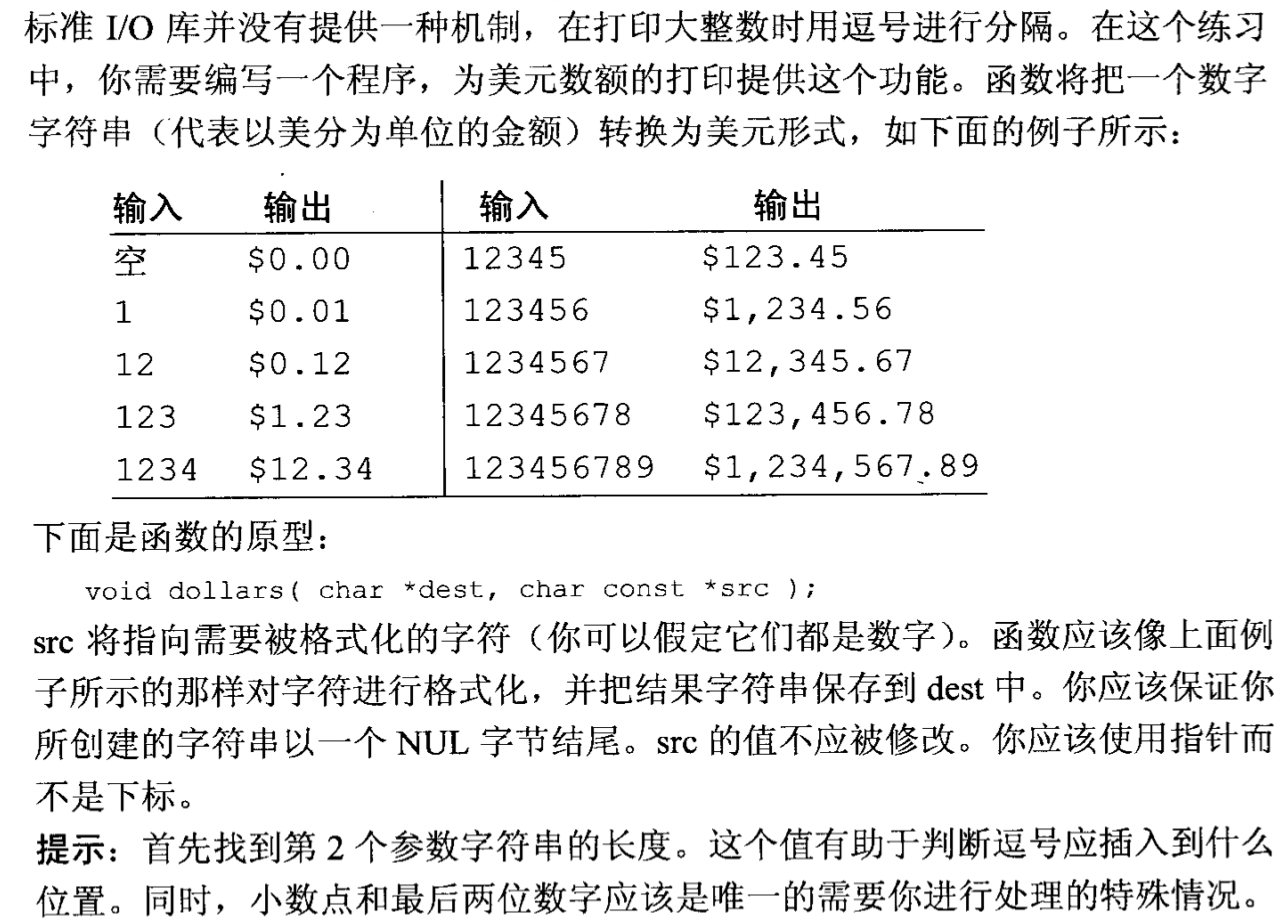 标准 I/O 库并没有提供一种机制，在打印大整数时用逗号进行分隔。在这个练习
中，你需要编写一个程序，为美元数额的打印提供这个功能。函数将把一个数字
字符串（代表以美分为单位的金额）转换为美元形式，如下面的例子所示：
输入 输出 输入 输出
空 $0.00 12345 $123.45
1 $0.01 123456 $1,234.56
12 $0.12 1234567 $12,345.67
123 $1.23 12345678 $123,456.78
1234 $12.34 123456789 $1,234,567.89
下面是函数的原型：
void dollars( char *dest, char const *src );
src 将指向需要被格式化的字符（你可以假定它们都是数字）。函数应该像上面例
子所示的那样对字符进行格式化，并把结果字符串保存到 dest 中。你应该保证你
所创建的字符串以一个 NUL 字节结尾。src 的值不应被修改。你应该使用指针而
不是下标。
提示：首先找到第 2 个参数字符串的长度。这个值有助于判断逗号应插入到什么
位置。同时，小数点和最后两位数字应该是唯一的需要你进行处理的特殊情况。